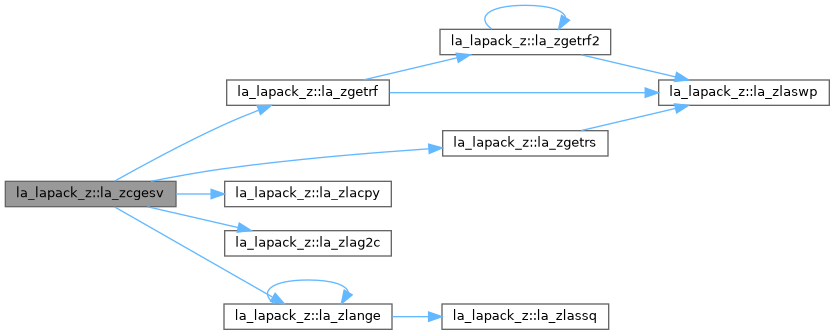 la_lapack_z::la_zgetrf2
la_lapack_z::la_zgetrf
la_lapack_z::la_zlaswp
la_lapack_z::la_zgetrs
la_lapack_z::la_zcgesv
la_lapack_z::la_zlacpy
la_lapack_z::la_zlag2c
la_lapack_z::la_zlange
la_lapack_z::la_zlassq